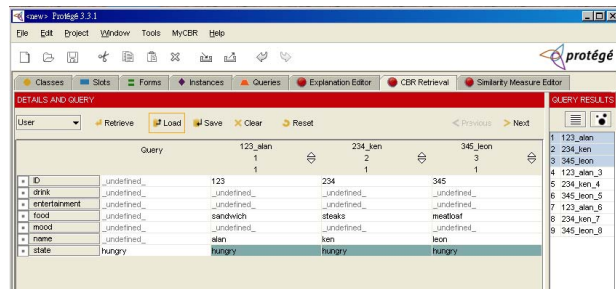 <new> Protégé 3.3.1
File Edit Project Window Tools MyCBR Help
protégé
Classes Slots Forms Instances Queries Explanation Editor CBR Retrieval Similarity Measure Editor
DETAILS AND QUERY QUERY RESULTS
User Retrieve Load Save Clear Reset Previous Next
Query 123_alan 234_ken 345_leon
1 2 3
1 1 1
ID _undefined_ 123 234 345
drink _undefined_ _undefined_ _undefined_ _undefined_
entertainment _undefined_ _undefined_ _undefined_ _undefined_
food _undefined_ sandwich steaks meatloaf
mood _undefined_ _undefined_ _undefined_ _undefined_
name _undefined_ alan ken leon
state hungry hungry hungry hungry
1 123_alan
2 234_ken
3 345_leon
4 123_alan_3
5 234_ken_4
6 345_leon_5
7 123_alan_6
8 234_ken_7
9 345_leon_8